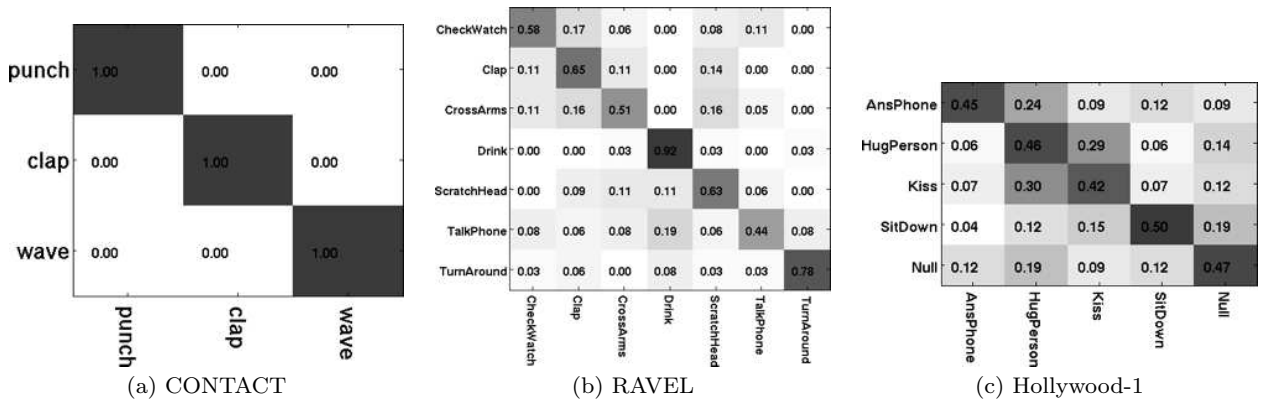 punch 1.00 0.00 0.00
clap 0.00 1.00 0.00
wave 0.00 0.00 1.00
punch clap wave
(a) CONTACT
CheckWatch 0.58 0.17 0.06 0.00 0.08 0.11 0.00
Clap 0.11 0.65 0.11 0.00 0.14 0.00 0.00
CrossArms 0.11 0.16 0.51 0.00 0.16 0.05 0.00
Drink 0.00 0.00 0.03 0.92 0.03 0.00 0.03
ScratchHead 0.00 0.09 0.11 0.11 0.63 0.06 0.00
TalkPhone 0.08 0.06 0.08 0.19 0.06 0.44 0.08
TurnAround 0.03 0.06 0.00 0.08 0.03 0.03 0.78
CheckWatch Clap CrossArms Drink ScratchHead TalkPhone TurnAround
(b) RAVEL
AnsPhone 0.45 0.24 0.09 0.12 0.09
HugPerson 0.06 0.46 0.29 0.06 0.14
Kiss 0.07 0.30 0.42 0.07 0.12
SitDown 0.04 0.12 0.15 0.50 0.19
Null 0.12 0.19 0.09 0.12 0.47
AnsPhone HugPerson Kiss SitDown Null
(c) Hollywood-1